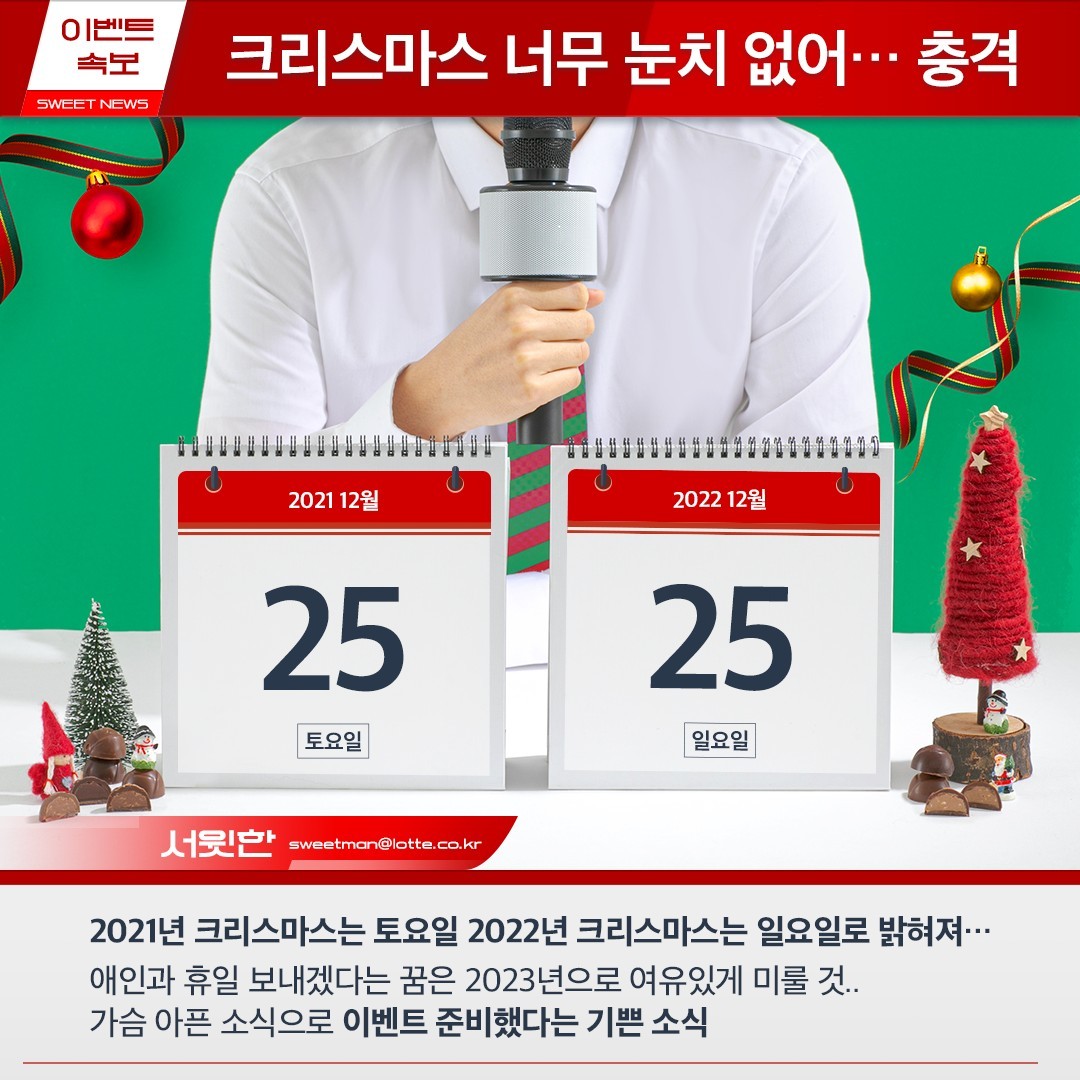 이벤트
속보
SWEET NEWS
크리스마스 너무 눈치 없어… 충격
2021 12월
25
토요일
2022 12월
25
일요일
서윗한 sweetman@lotte.co.kr
2021년 크리스마스는 토요일 2022년 크리스마스는 일요일로 밝혀져…
애인과 휴일 보내겠다는 꿈은 2023년으로 여유있게 미룰 것..
가슴 아픈 소식으로 이벤트 준비했다는 기쁜 소식